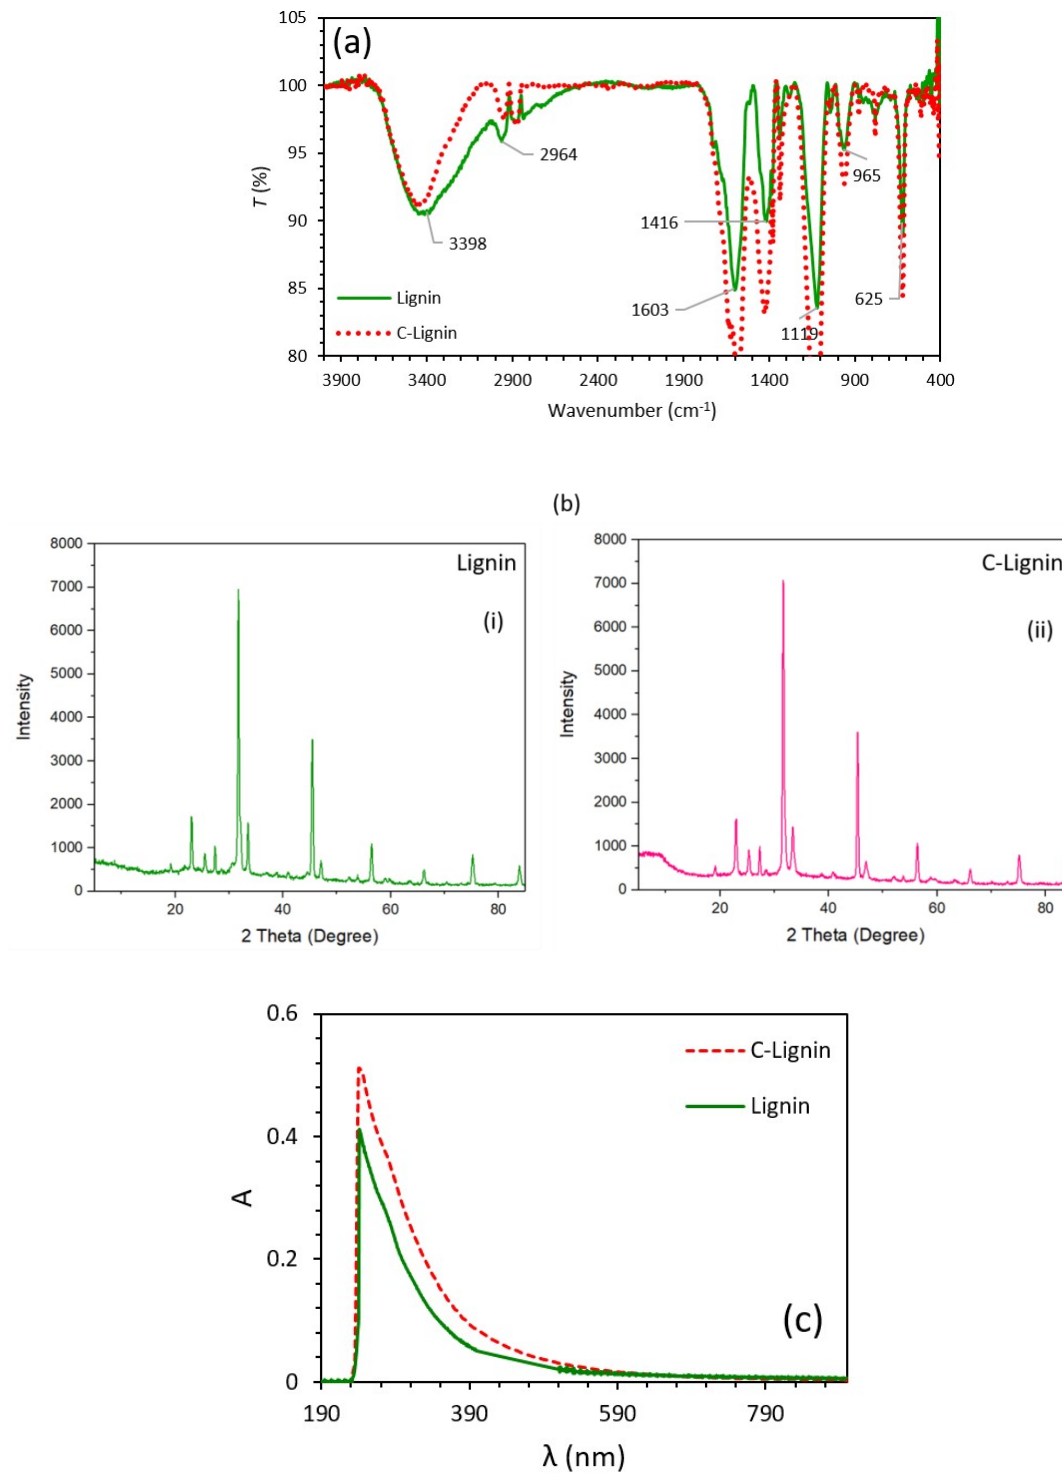 (a)
105
100
95
90
85
80
T (%)
2964
3398
1416
1603
1119
965
625
Lignin
C-Lignin
3900 3400 2900 2400 1900 1400 900 400
Wavenumber (cm⁻¹)
(b)
8000
7000
6000
5000
4000
3000
2000
1000
0
Intensity
Lignin
(i)
20 40 60 80
2 Theta (Degree)
8000
7000
6000
5000
4000
3000
2000
1000
0
Intensity
C-Lignin
(ii)
20 40 60 80
2 Theta (Degree)
0.6
0.4
0.2
0
A
C-Lignin
Lignin
(c)
190 390 590 790
λ (nm)